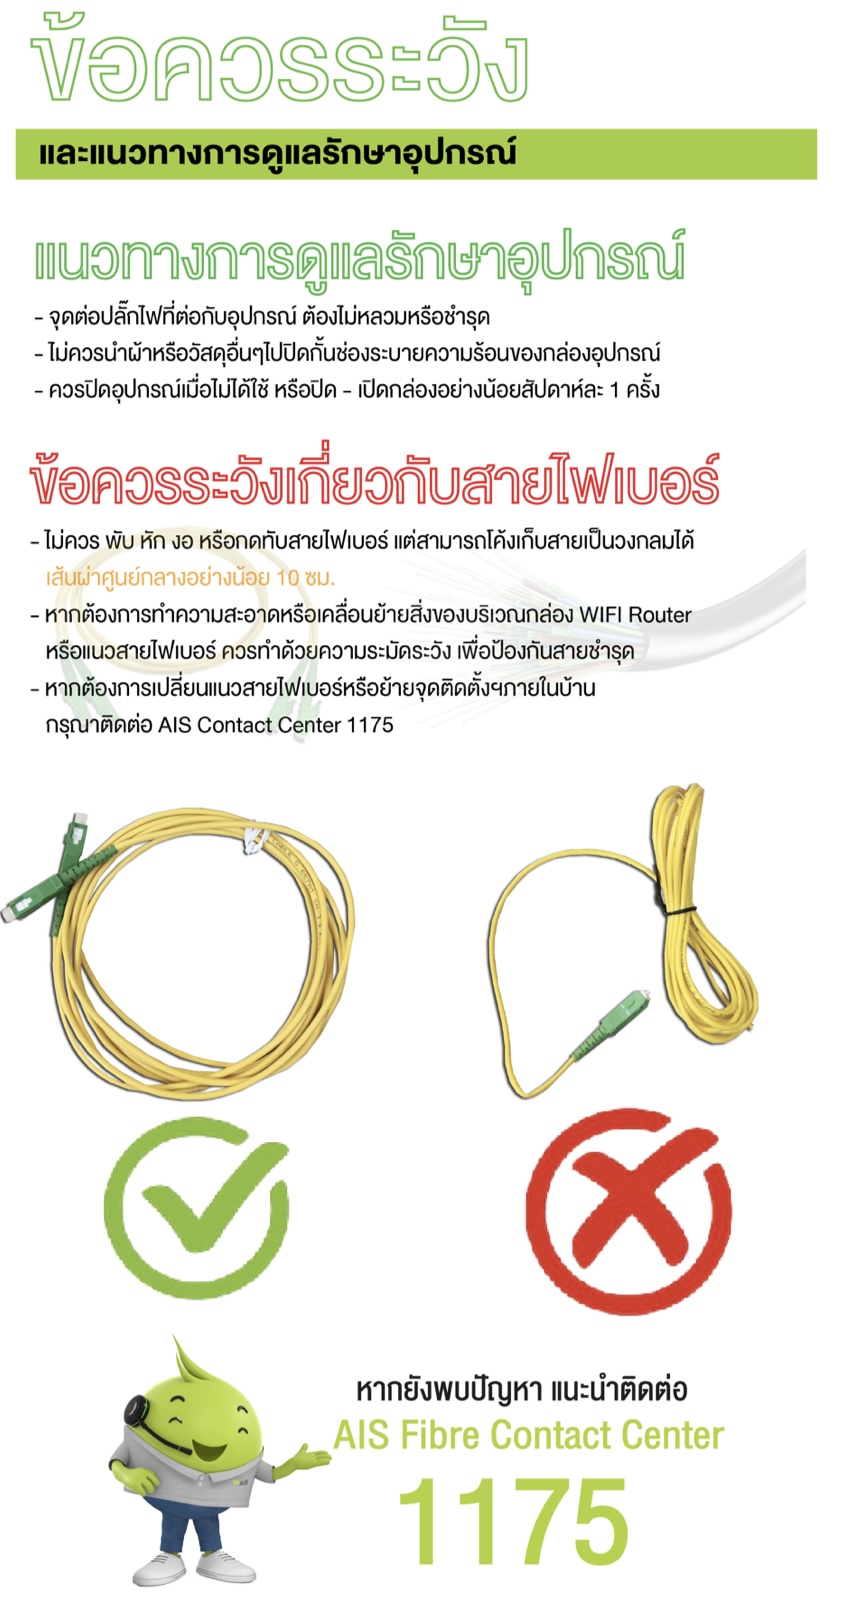 ข้อควรระวัง
และแนวทางการดูแลรักษาอุปกรณ์
แนวทางการดูแลรักษาอุปกรณ์
- จุดต่อปลั๊กไฟที่ต่อกับอุปกรณ์ ต้องไม่หลวมหรือชำรุด
- ไม่ควรนำผ้าหรือวัสดุอื่นๆไปปิดกั้นช่องระบายความร้อนของกล่องอุปกรณ์
- ควรปิดอุปกรณ์เมื่อไม่ได้ใช้ หรือปิด - เปิดกล่องอย่างน้อยสัปดาห์ละ 1 ครั้ง
ข้อควรระวังเกี่ยวกับสายไฟเบอร์
- ไม่ควร พับ หัก งอ หรือกดทับสายไฟเบอร์ แต่สามารถโค้งเก็บสายเป็นวงกลมได้
เส้นผ่าศูนย์กลางอย่างน้อย 10 ซม.
- หากต้องการทำความสะอาดหรือเคลื่อนย้ายสิ่งของบริเวณกล่อง WIFI Router
หรือแนวสายไฟเบอร์ ควรทำด้วยความระมัดระวัง เพื่อป้องกันสายชำรุด
- หากต้องการเปลี่ยนแนวสายไฟเบอร์หรือย้ายจุดติดตั้งฯภายในบ้าน
กรุณาติดต่อ AIS Contact Center 1175
หากยังพบปัญหา แนะนำติดต่อ
AIS Fibre Contact Center
AIS
1175